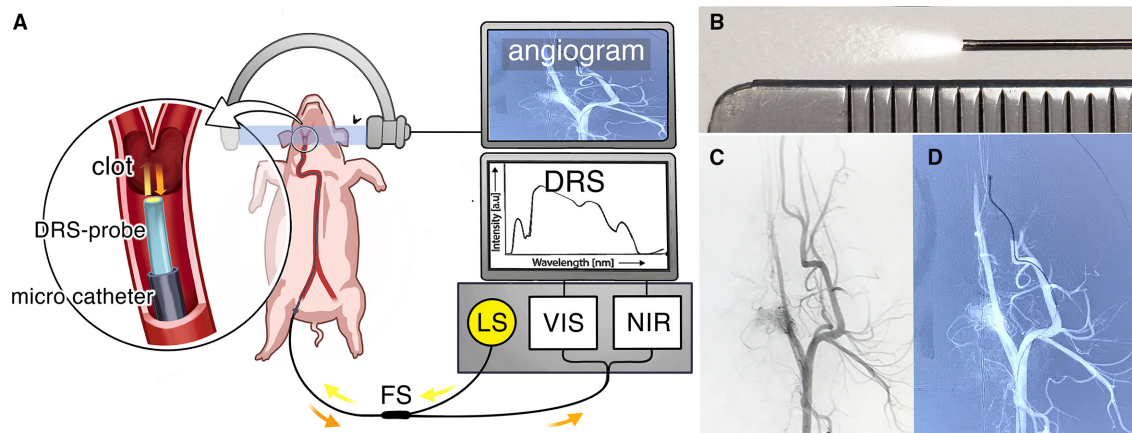 A
angiogram
clot
DRS-probe
micro catheter
DRS
Intensity [a.u]
Wavelength [nm]
LS
VIS
NIR
FS
B
C
D